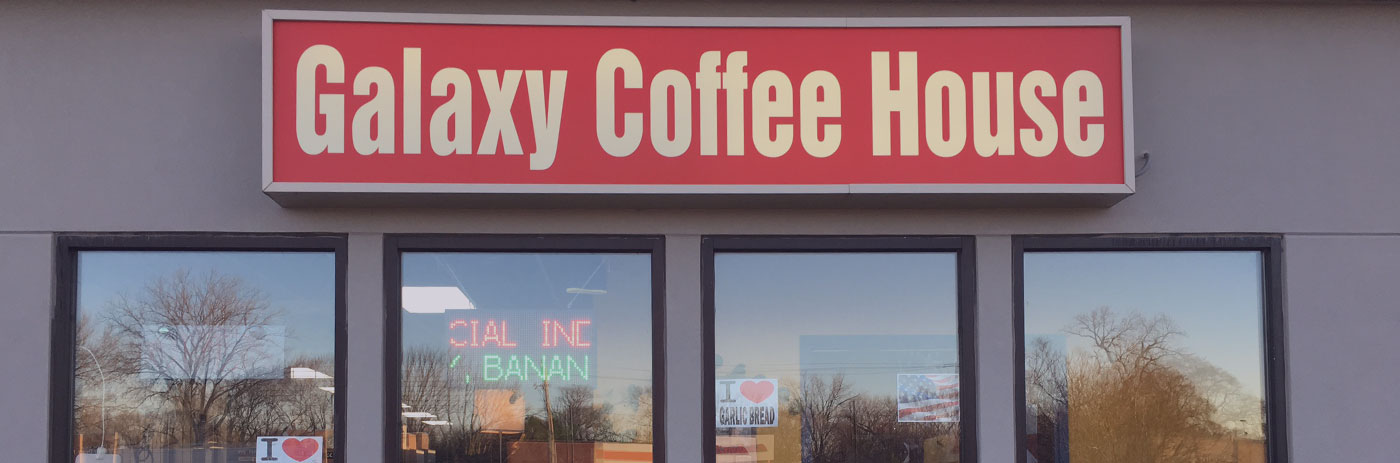 Galaxy Coffee House
CIAL INC
, BANAN
I ❤
GARLIC BREAD
I ❤